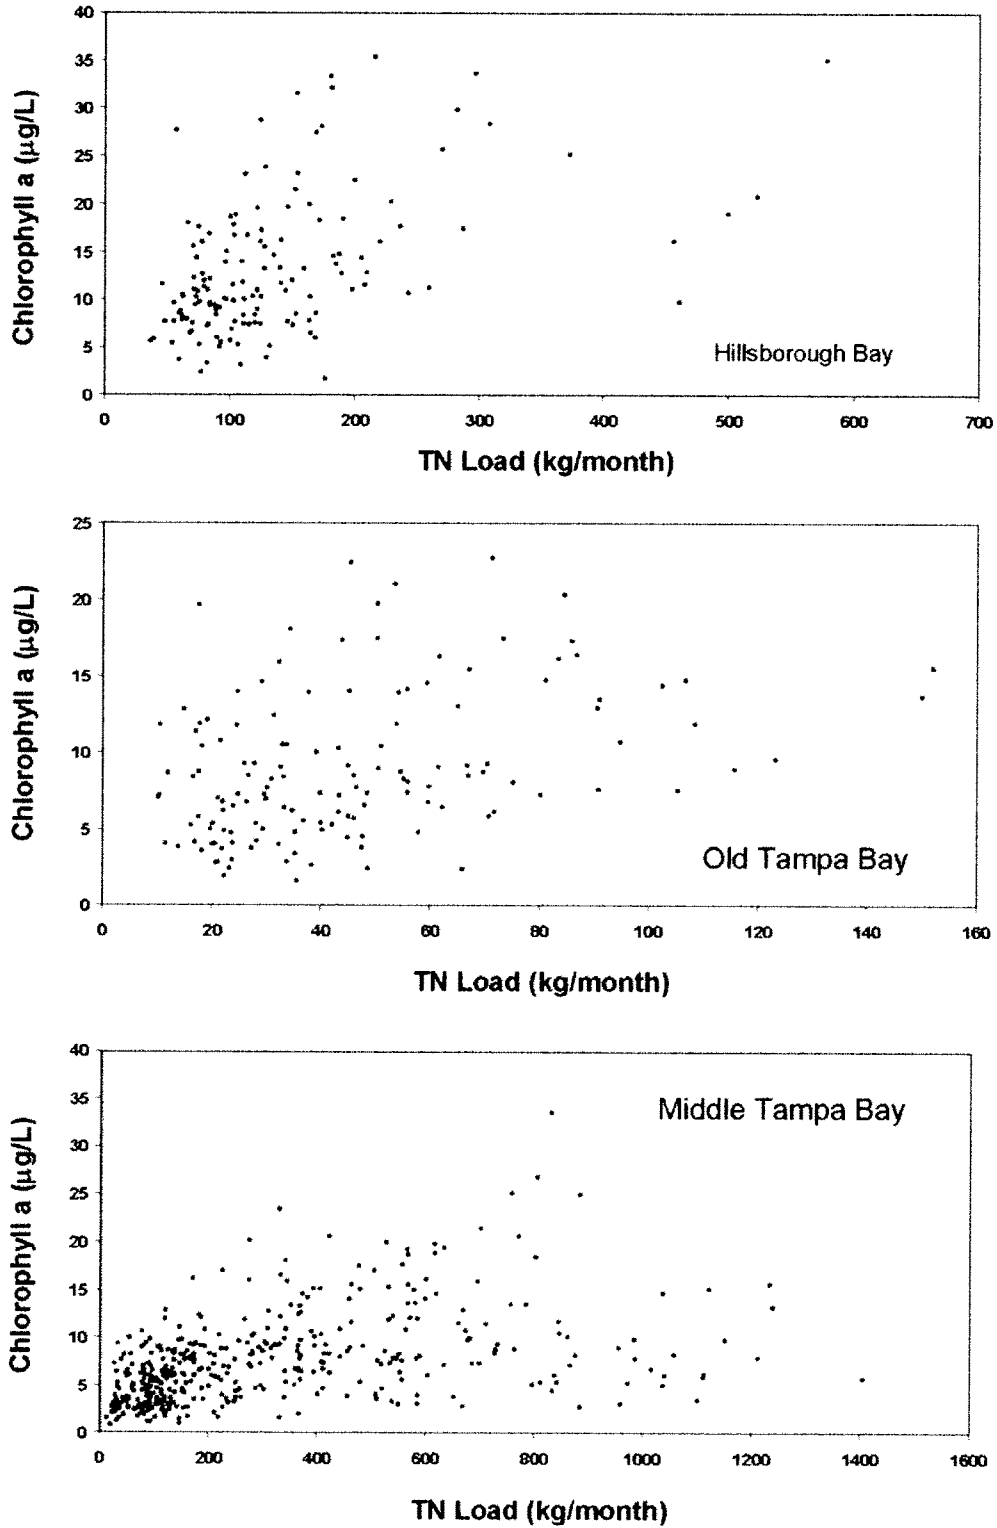 40
35
30
25
20
15
10
5
0
Chlorophyll a (µg/L)
Hillsborough Bay
0 100 200 300 400 500 600 700
TN Load (kg/month)
25
20
15
10
5
0
Chlorophyll a (µg/L)
Old Tampa Bay
0 20 40 60 80 100 120 140 160
TN Load (kg/month)
40
35
30
25
20
15
10
5
0
Chlorophyll a (µg/L)
Middle Tampa Bay
0 200 400 600 800 1000 1200 1400 1600
TN Load (kg/month)